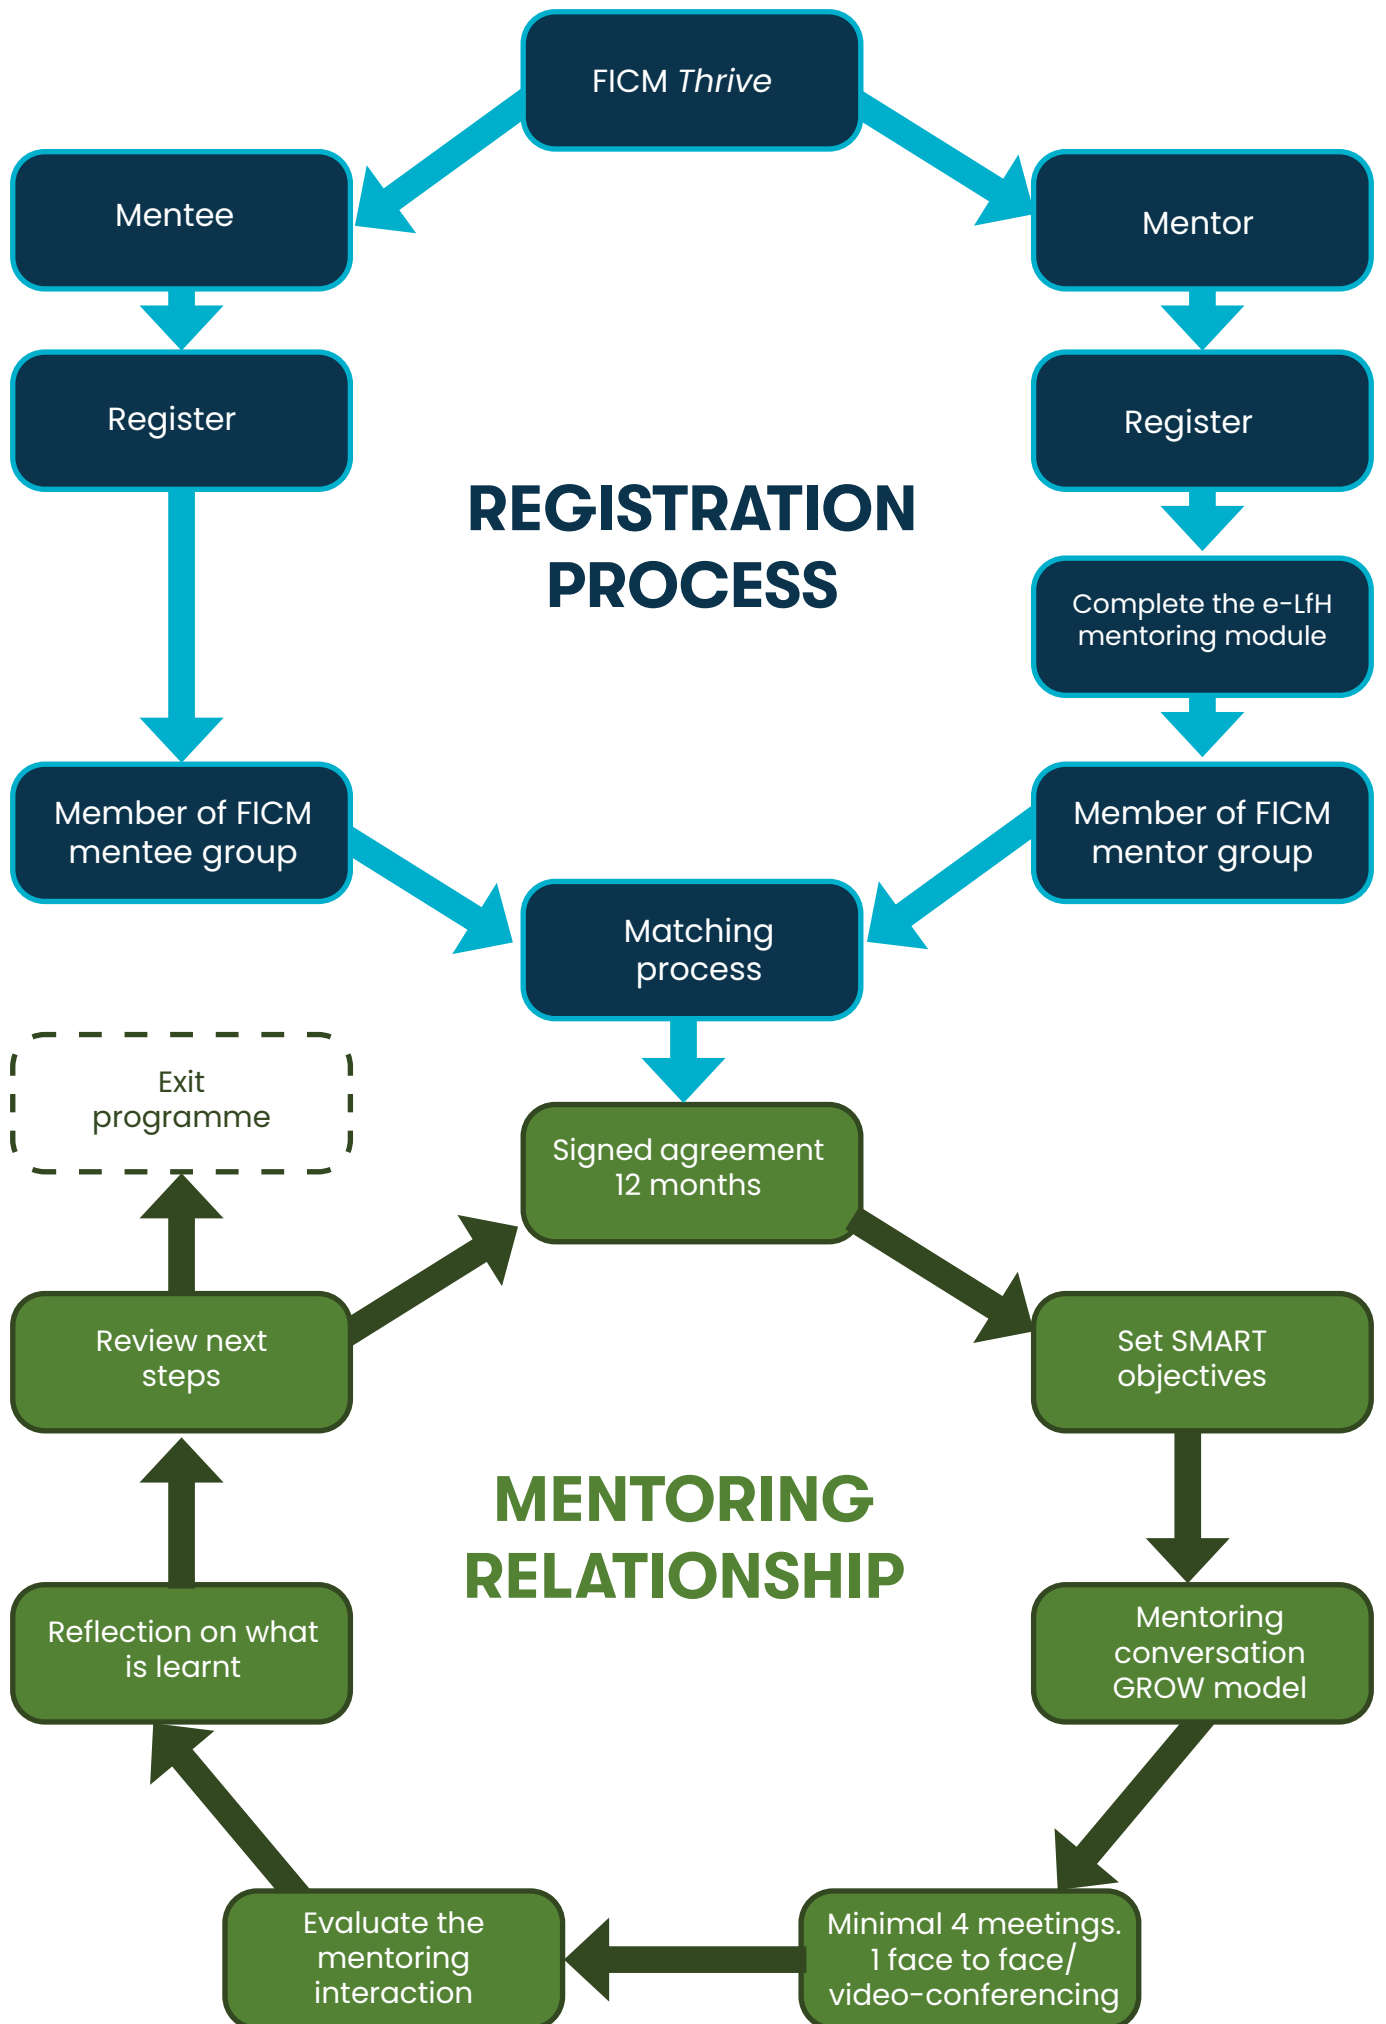 FICM Thrive
Mentee
Mentor
Register
Register
REGISTRATION
PROCESS
Complete the e-LfH
mentoring module
Member of FICM
mentee group
Member of FICM
mentor group
Matching
process
Exit
programme
Signed agreement
12 months
Review next
steps
Set SMART
objectives
MENTORING
RELATIONSHIP
Reflection on what
is learnt
Mentoring
conversation
GROW model
Evaluate the
mentoring
interaction
Minimal 4 meetings.
1 face to face/
video-conferencing